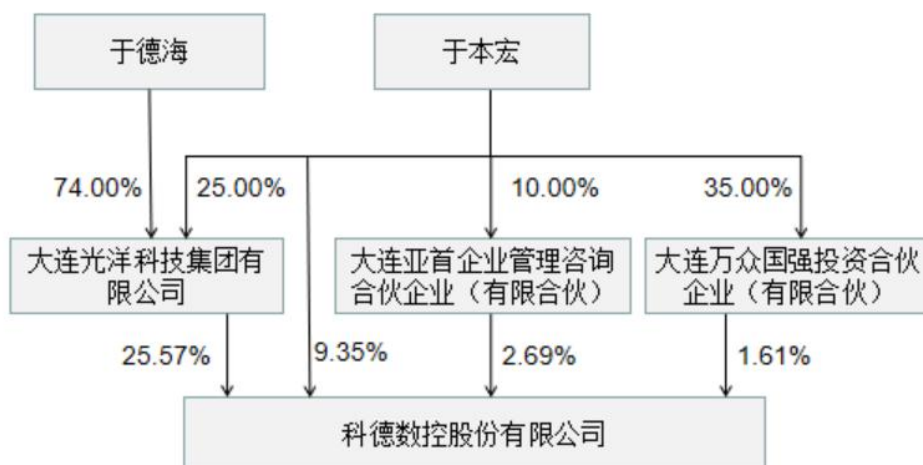 于德海
于本宏
74.00%
25.00%
10.00%
35.00%
大连光洋科技集团有
限公司
大连亚首企业管理咨询
合伙企业（有限合伙）
大连万众国强投资合伙
企业（有限合伙）
25.57%
9.35%
2.69%
1.61%
科德数控股份有限公司